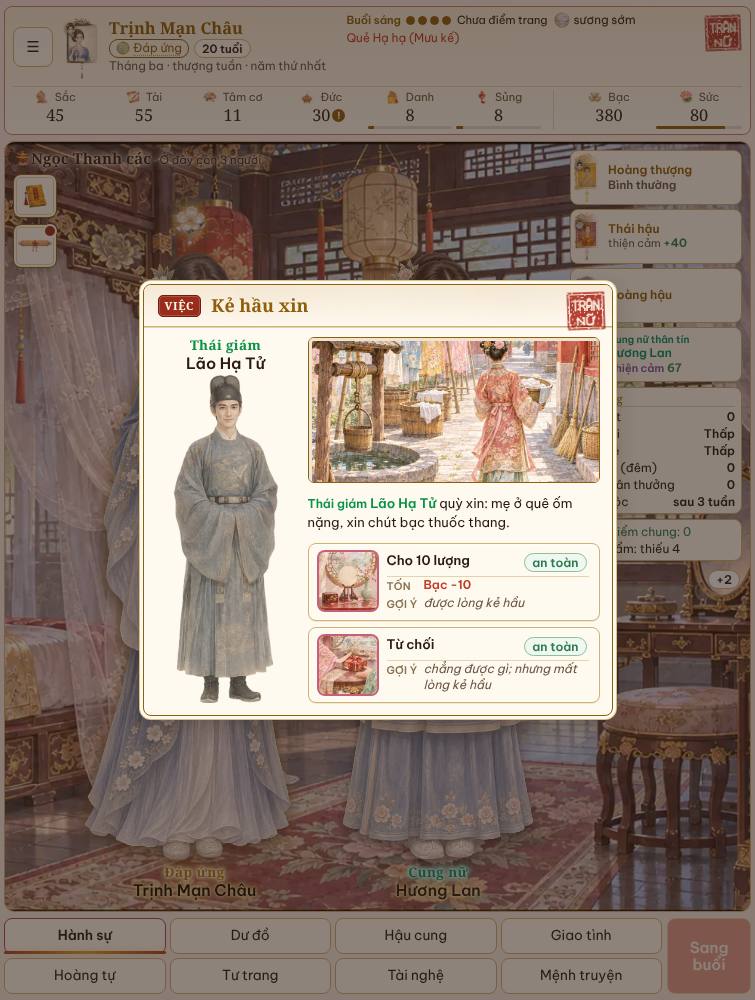 Trịnh Mạn Châu
Đáp ứng 20 tuổi
Tháng ba · thượng tuần · năm thứ nhất
Buổi sáng Chưa điểm trang sương sớm
Quẻ Hạ hạ (Mưu kế)
TRÂN NỮ
Sắc 45
Tài 55
Tâm cơ 11
Đức 30 !
Danh 8
Sủng 8
Bạc 380
Sức 80
Ngọc Thanh các Ở đây còn 3 người
Hoàng thượng
Bình thường
Thái hậu
thiện cảm +40
oàng hậu
ung nữ thân tín
ương Lan
hiện cảm 67
0
Thấp
Thấp
(đêm) 0
ân thưởng 0
sau 3 tuần
iểm chung: 0
ẩm: thiếu 4
+2
VIỆC Kẻ hầu xin
TRÂN NỮ
Thái giám
Lão Hạ Tử
Thái giám Lão Hạ Tử quỳ xin: mẹ ở quê ốm
nặng, xin chút bạc thuốc thang.
Cho 10 lượng an toàn
TỐN Bạc -10
GỢI Ý được lòng kẻ hầu
Từ chối an toàn
GỢI Ý chẳng được gì; nhưng mất
lòng kẻ hầu
Đáp ứng
Trịnh Mạn Châu
Cung nữ
Hương Lan
Hành sự
Dư đồ
Hậu cung
Giao tình
Sang
buổi
Hoàng tự
Tư trang
Tài nghệ
Mệnh truyện